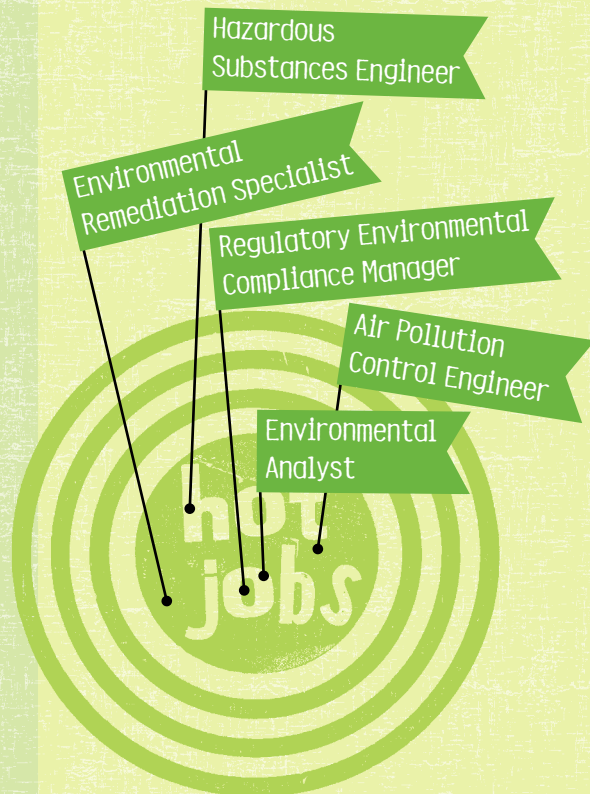 Hazardous
Substances Engineer
Environmental
Remediation Specialist
Regulatory Environmental
Compliance Manager
Air Pollution
Control Engineer
Environmental
Analyst
hot
jobs